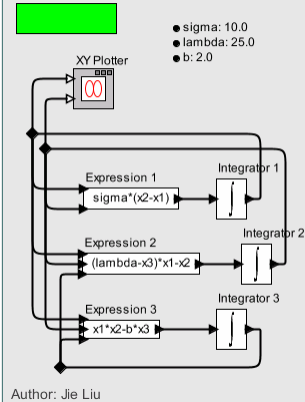 sigma: 10.0
lambda: 25.0
b: 2.0
XY Plotter
Expression 1
Integrator 1
sigma*(x2-x1)
Expression 2
Integrator 2
(lambda-x3)*x1-x2
Expression 3
Integrator 3
x1*x2-b*x3
Author: Jie Liu